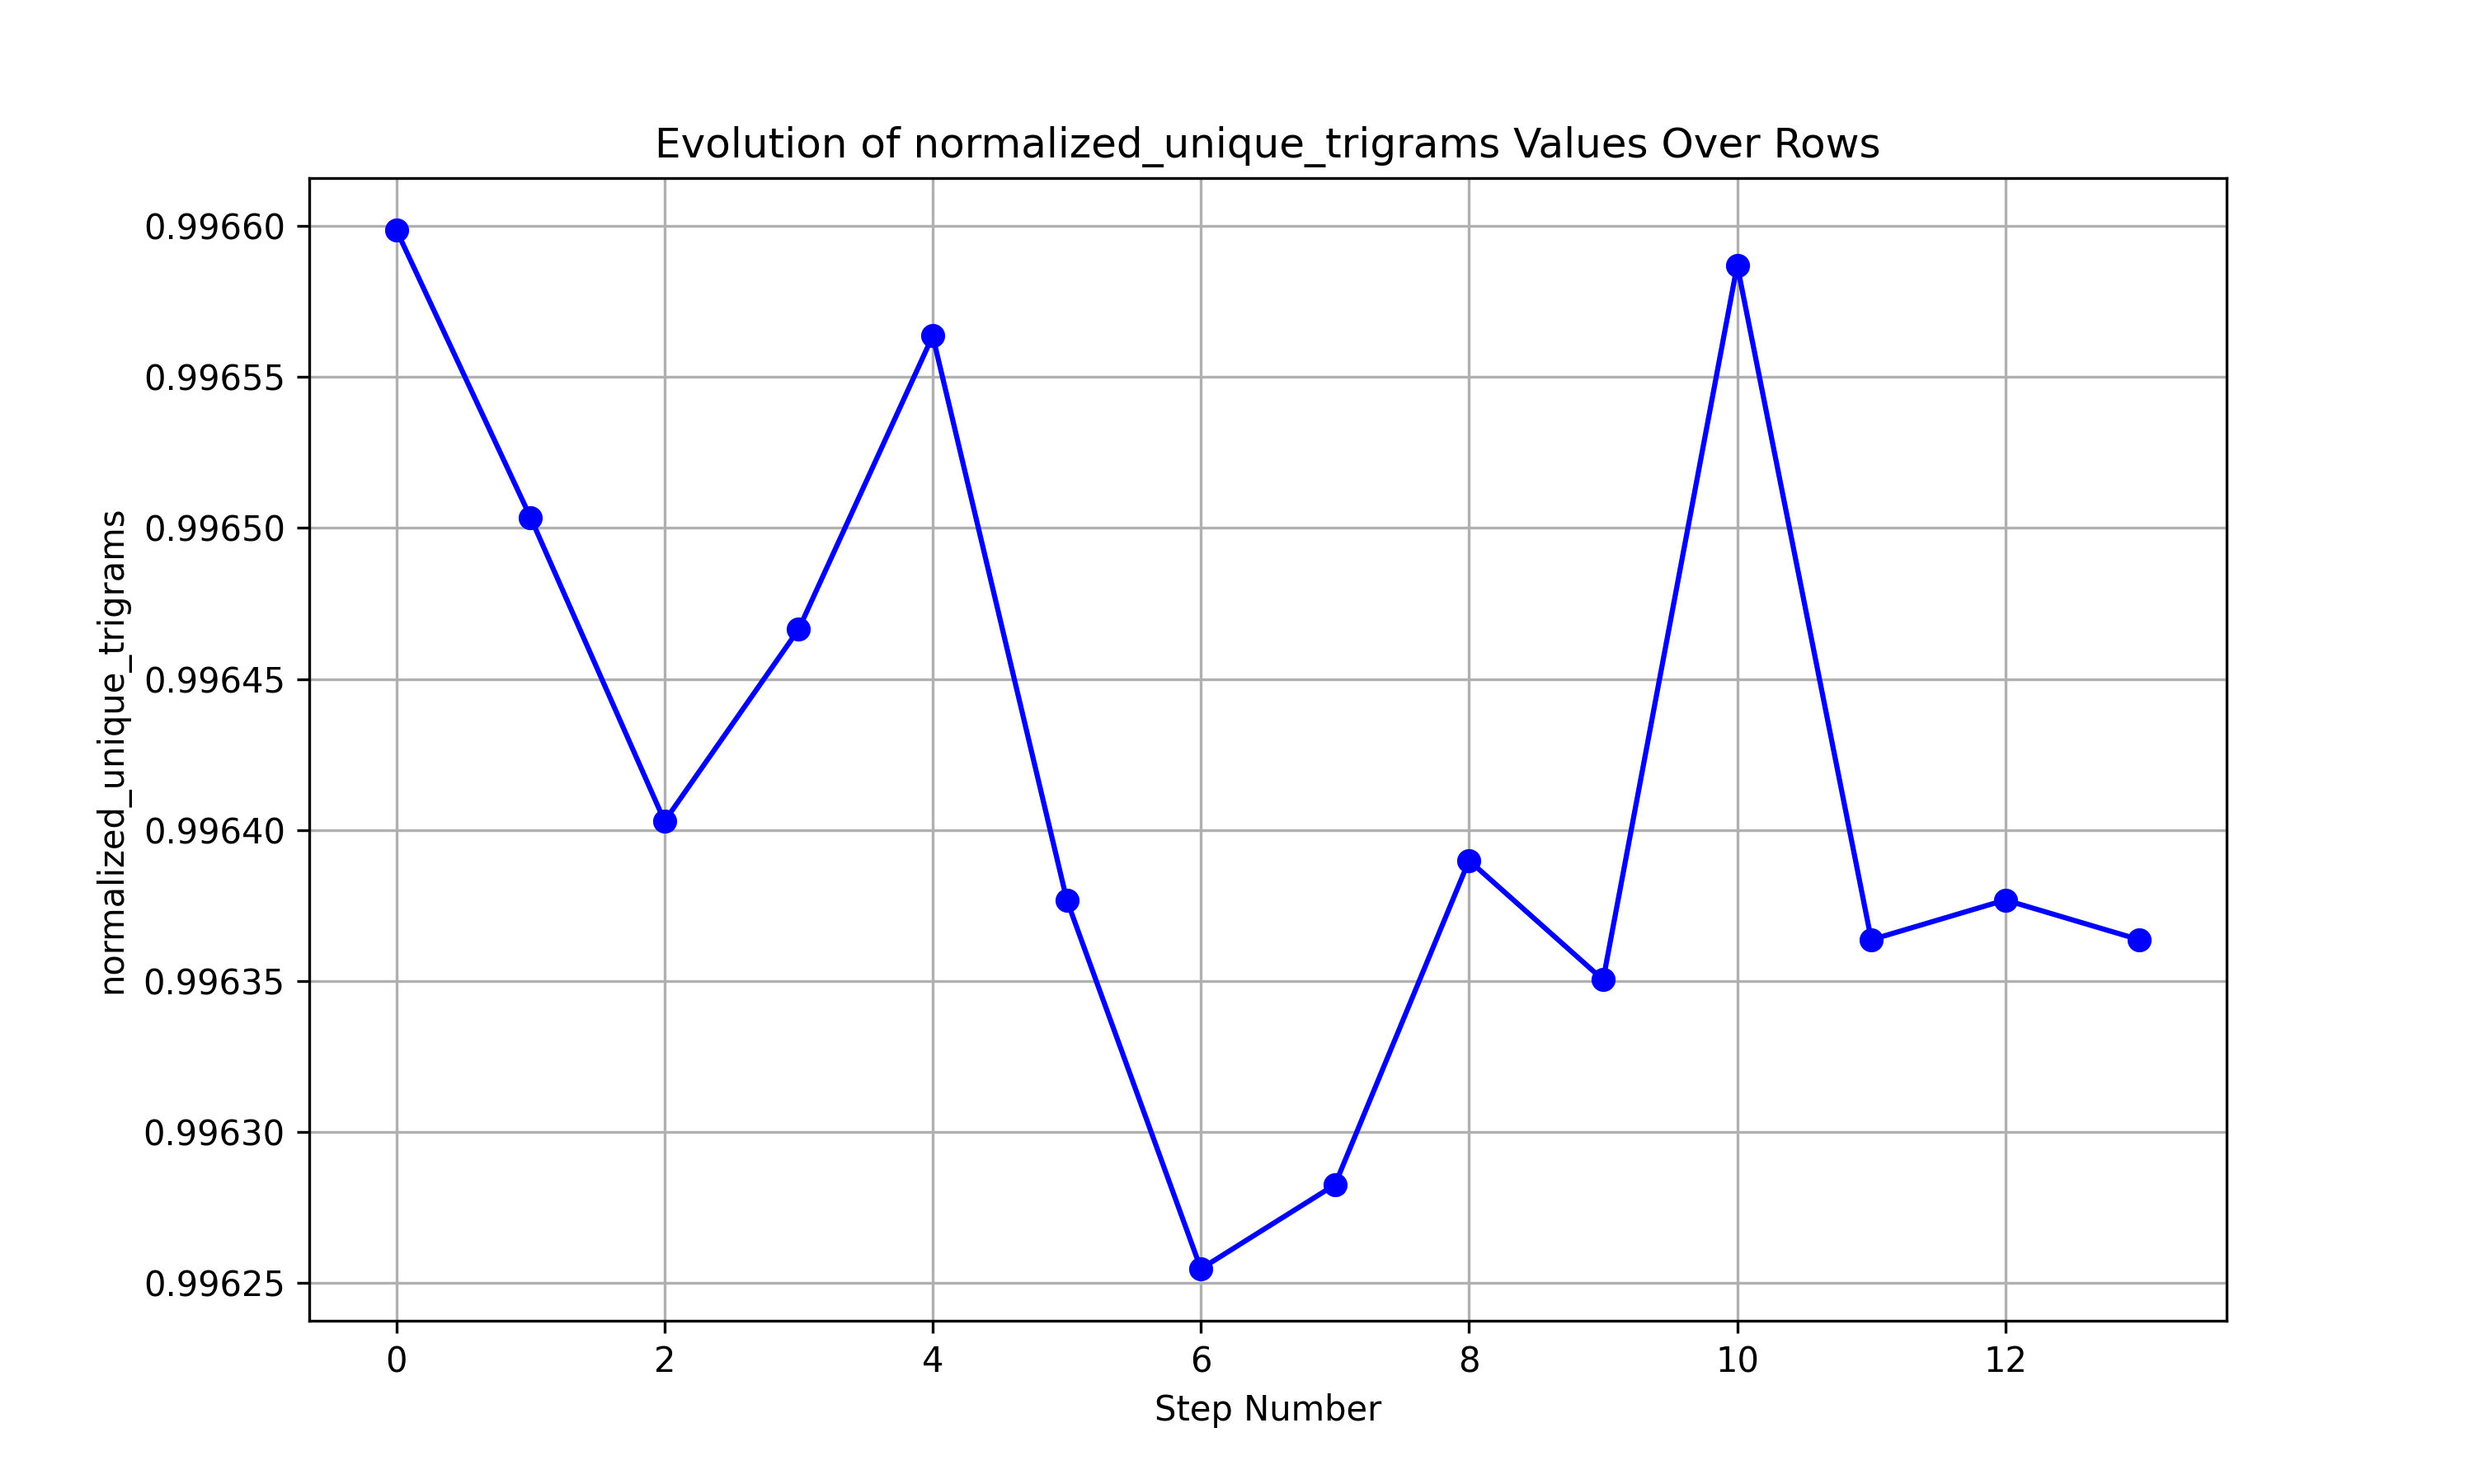 Evolution of normalized_unique_trigrams Values Over Rows
normalized_unique_trigrams
0.99660
0.99655
0.99650
0.99645
0.99640
0.99635
0.99630
0.99625
0 2 4 6 8 10 12
Step Number